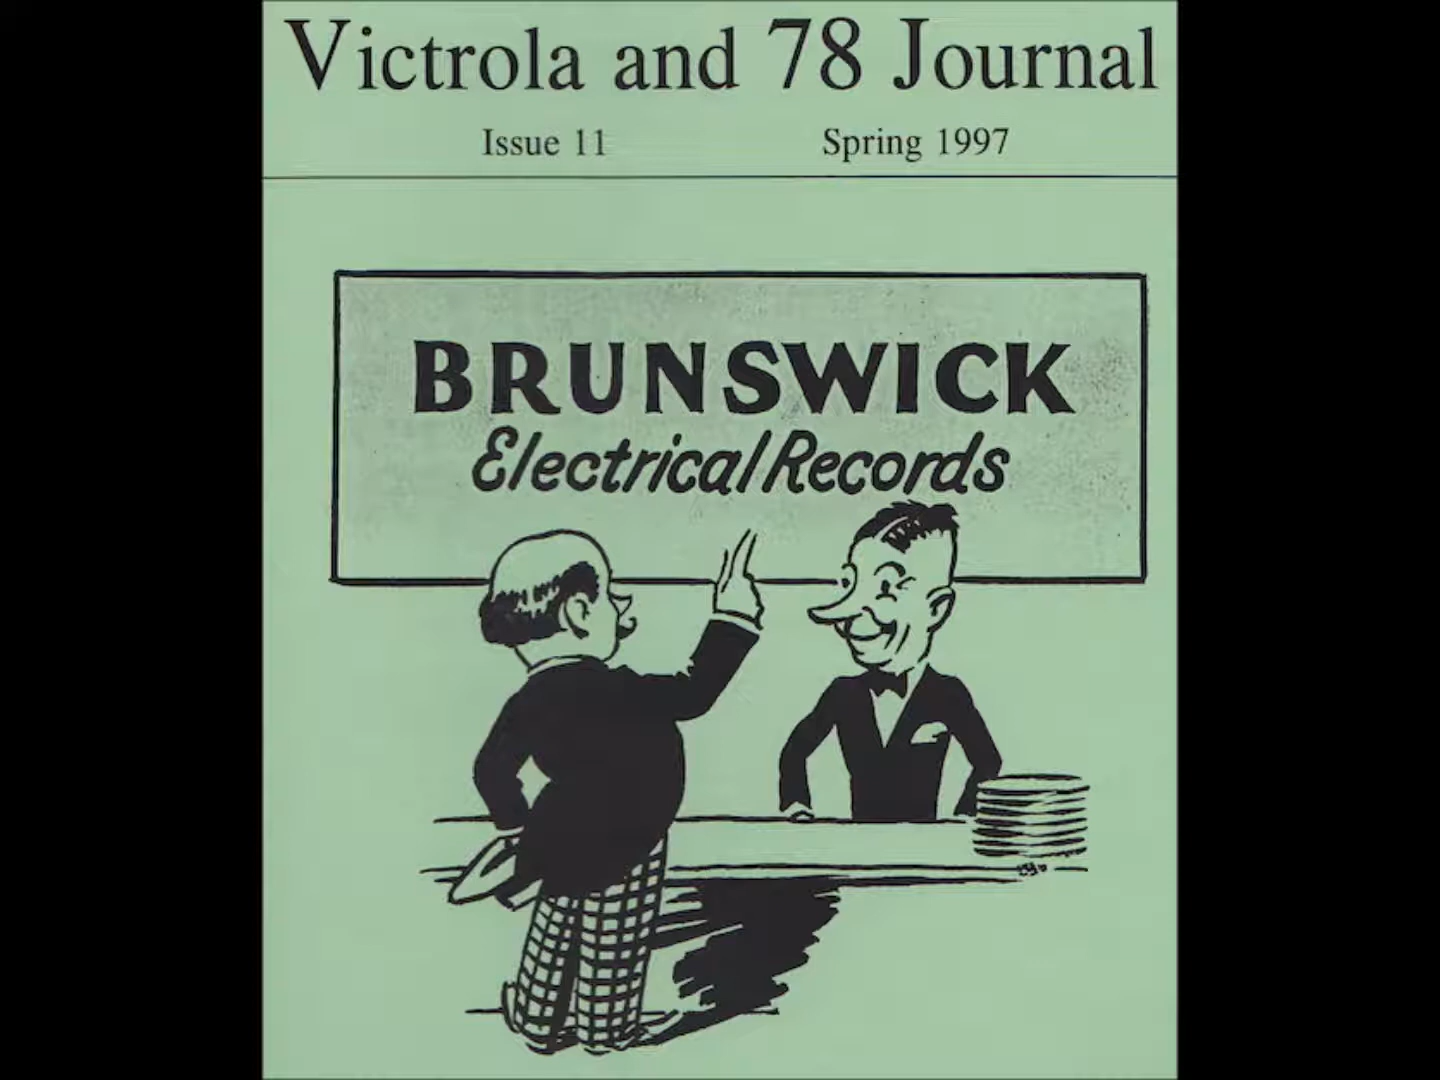 Victrola and 78 Journal
Issue 11 Spring 1997
BRUNSWICK
Electrical Records